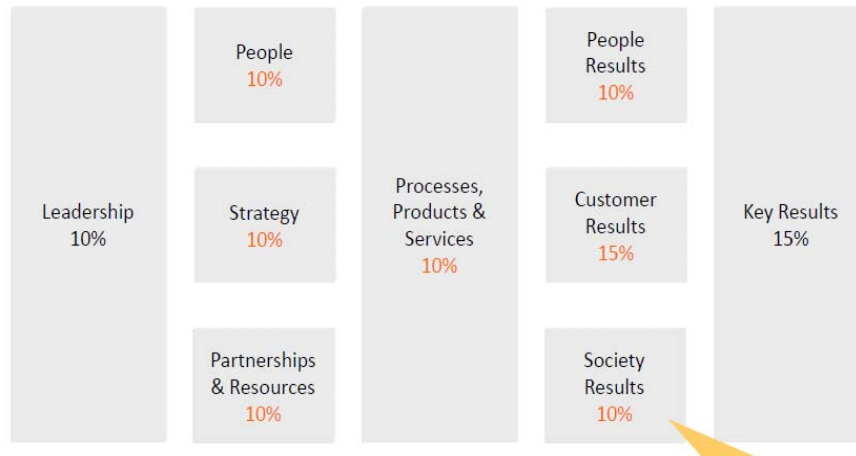 Leadership
10%
People
10%
Strategy
10%
Partnerships
& Resources
10%
Processes,
Products &
Services
10%
People
Results
10%
Customer
Results
15%
Society
Results
10%
Key Results
15%